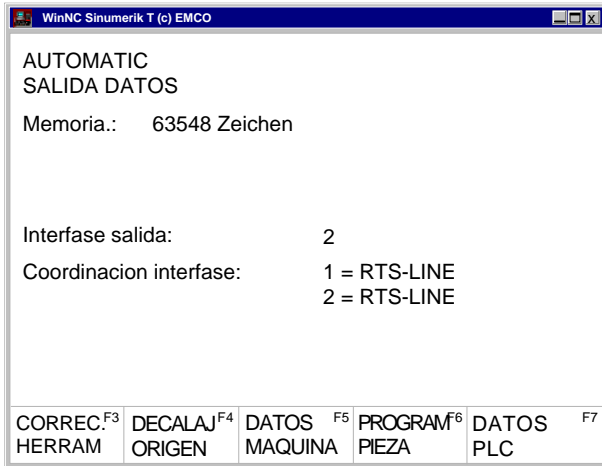 WinNC Sinumerik T (c) EMCO
AUTOMATIC
SALIDA DATOS
Memoria.: 63548 Zeichen
Interfase salida: 2
Coordinacion interfase: 1 = RTS-LINE
2 = RTS-LINE
CORREC. F3 DECALAJ F4 DATOS F5 PROGRAM F6 DATOS F7
HERRAM ORIGEN MAQUINA PIEZA PLC